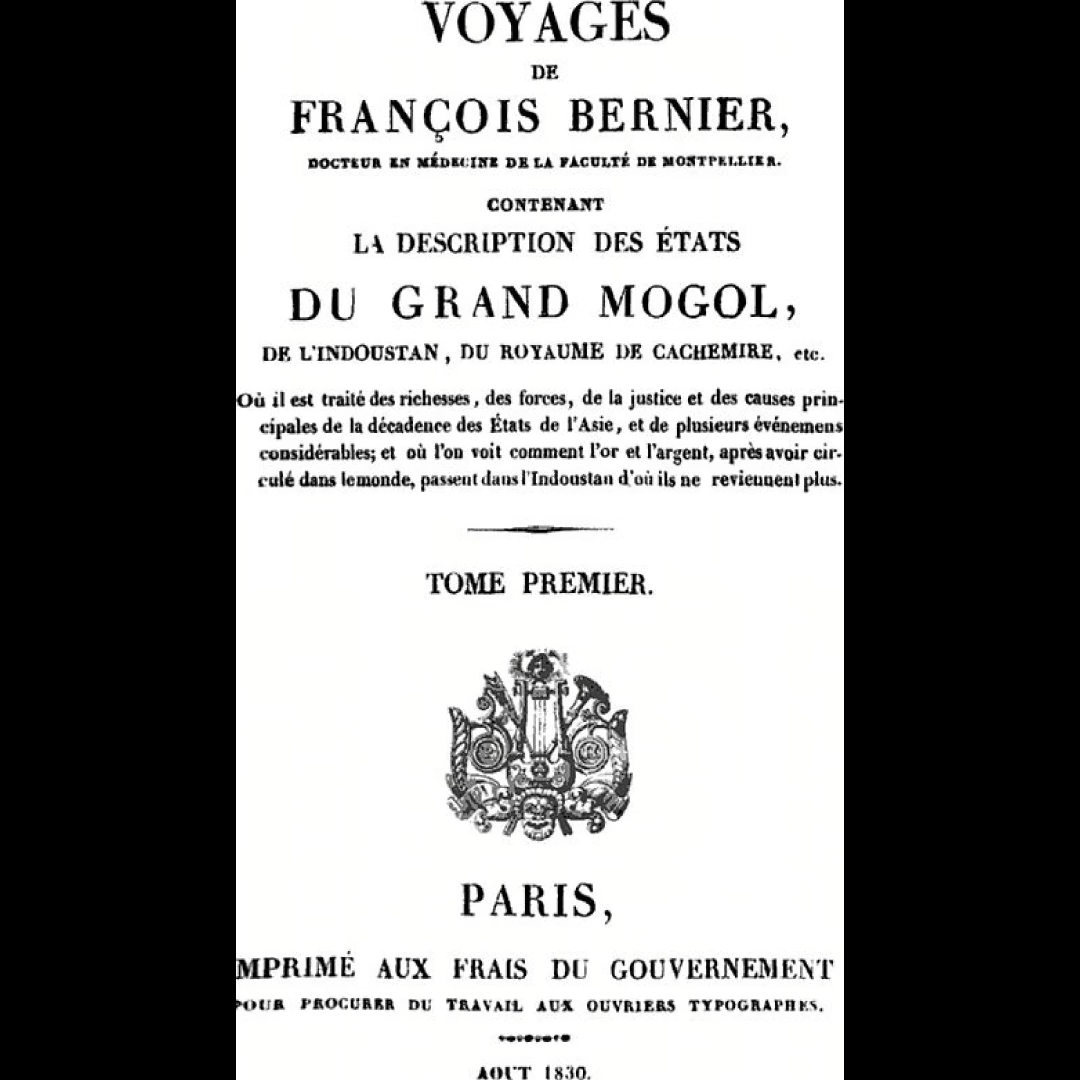 VOYAGES
DE
FRANÇOIS BERNIER,
DOCTEUR EN MÉDECINE DE LA FACULTÉ DE MONTPELLIER.
CONTENANT
LA DESCRIPTION DES ÉTATS
DU GRAND MOGOL,
DE L'INDOUSTAN, DU ROYAUME DE CACHEMIRE, etc.
Où il est traité des richesses, des forces, de la justice et des causes prin-
cipales de la décadence des États de l'Asie, et de plusieurs événemens
considérables; et où l'on voit comment l'or et l'argent, après avoir cir-
culé dans le monde, passent dans l'Indoustan d'où ils ne reviennent plus.
TOME PREMIER.
PARIS,
MPRIMÉ AUX FRAIS DU GOUVERNEMENT
POUR PROCURER DU TRAVAIL AUX OUVRIERS TYPOGRAPHES.
AOUT 1830.